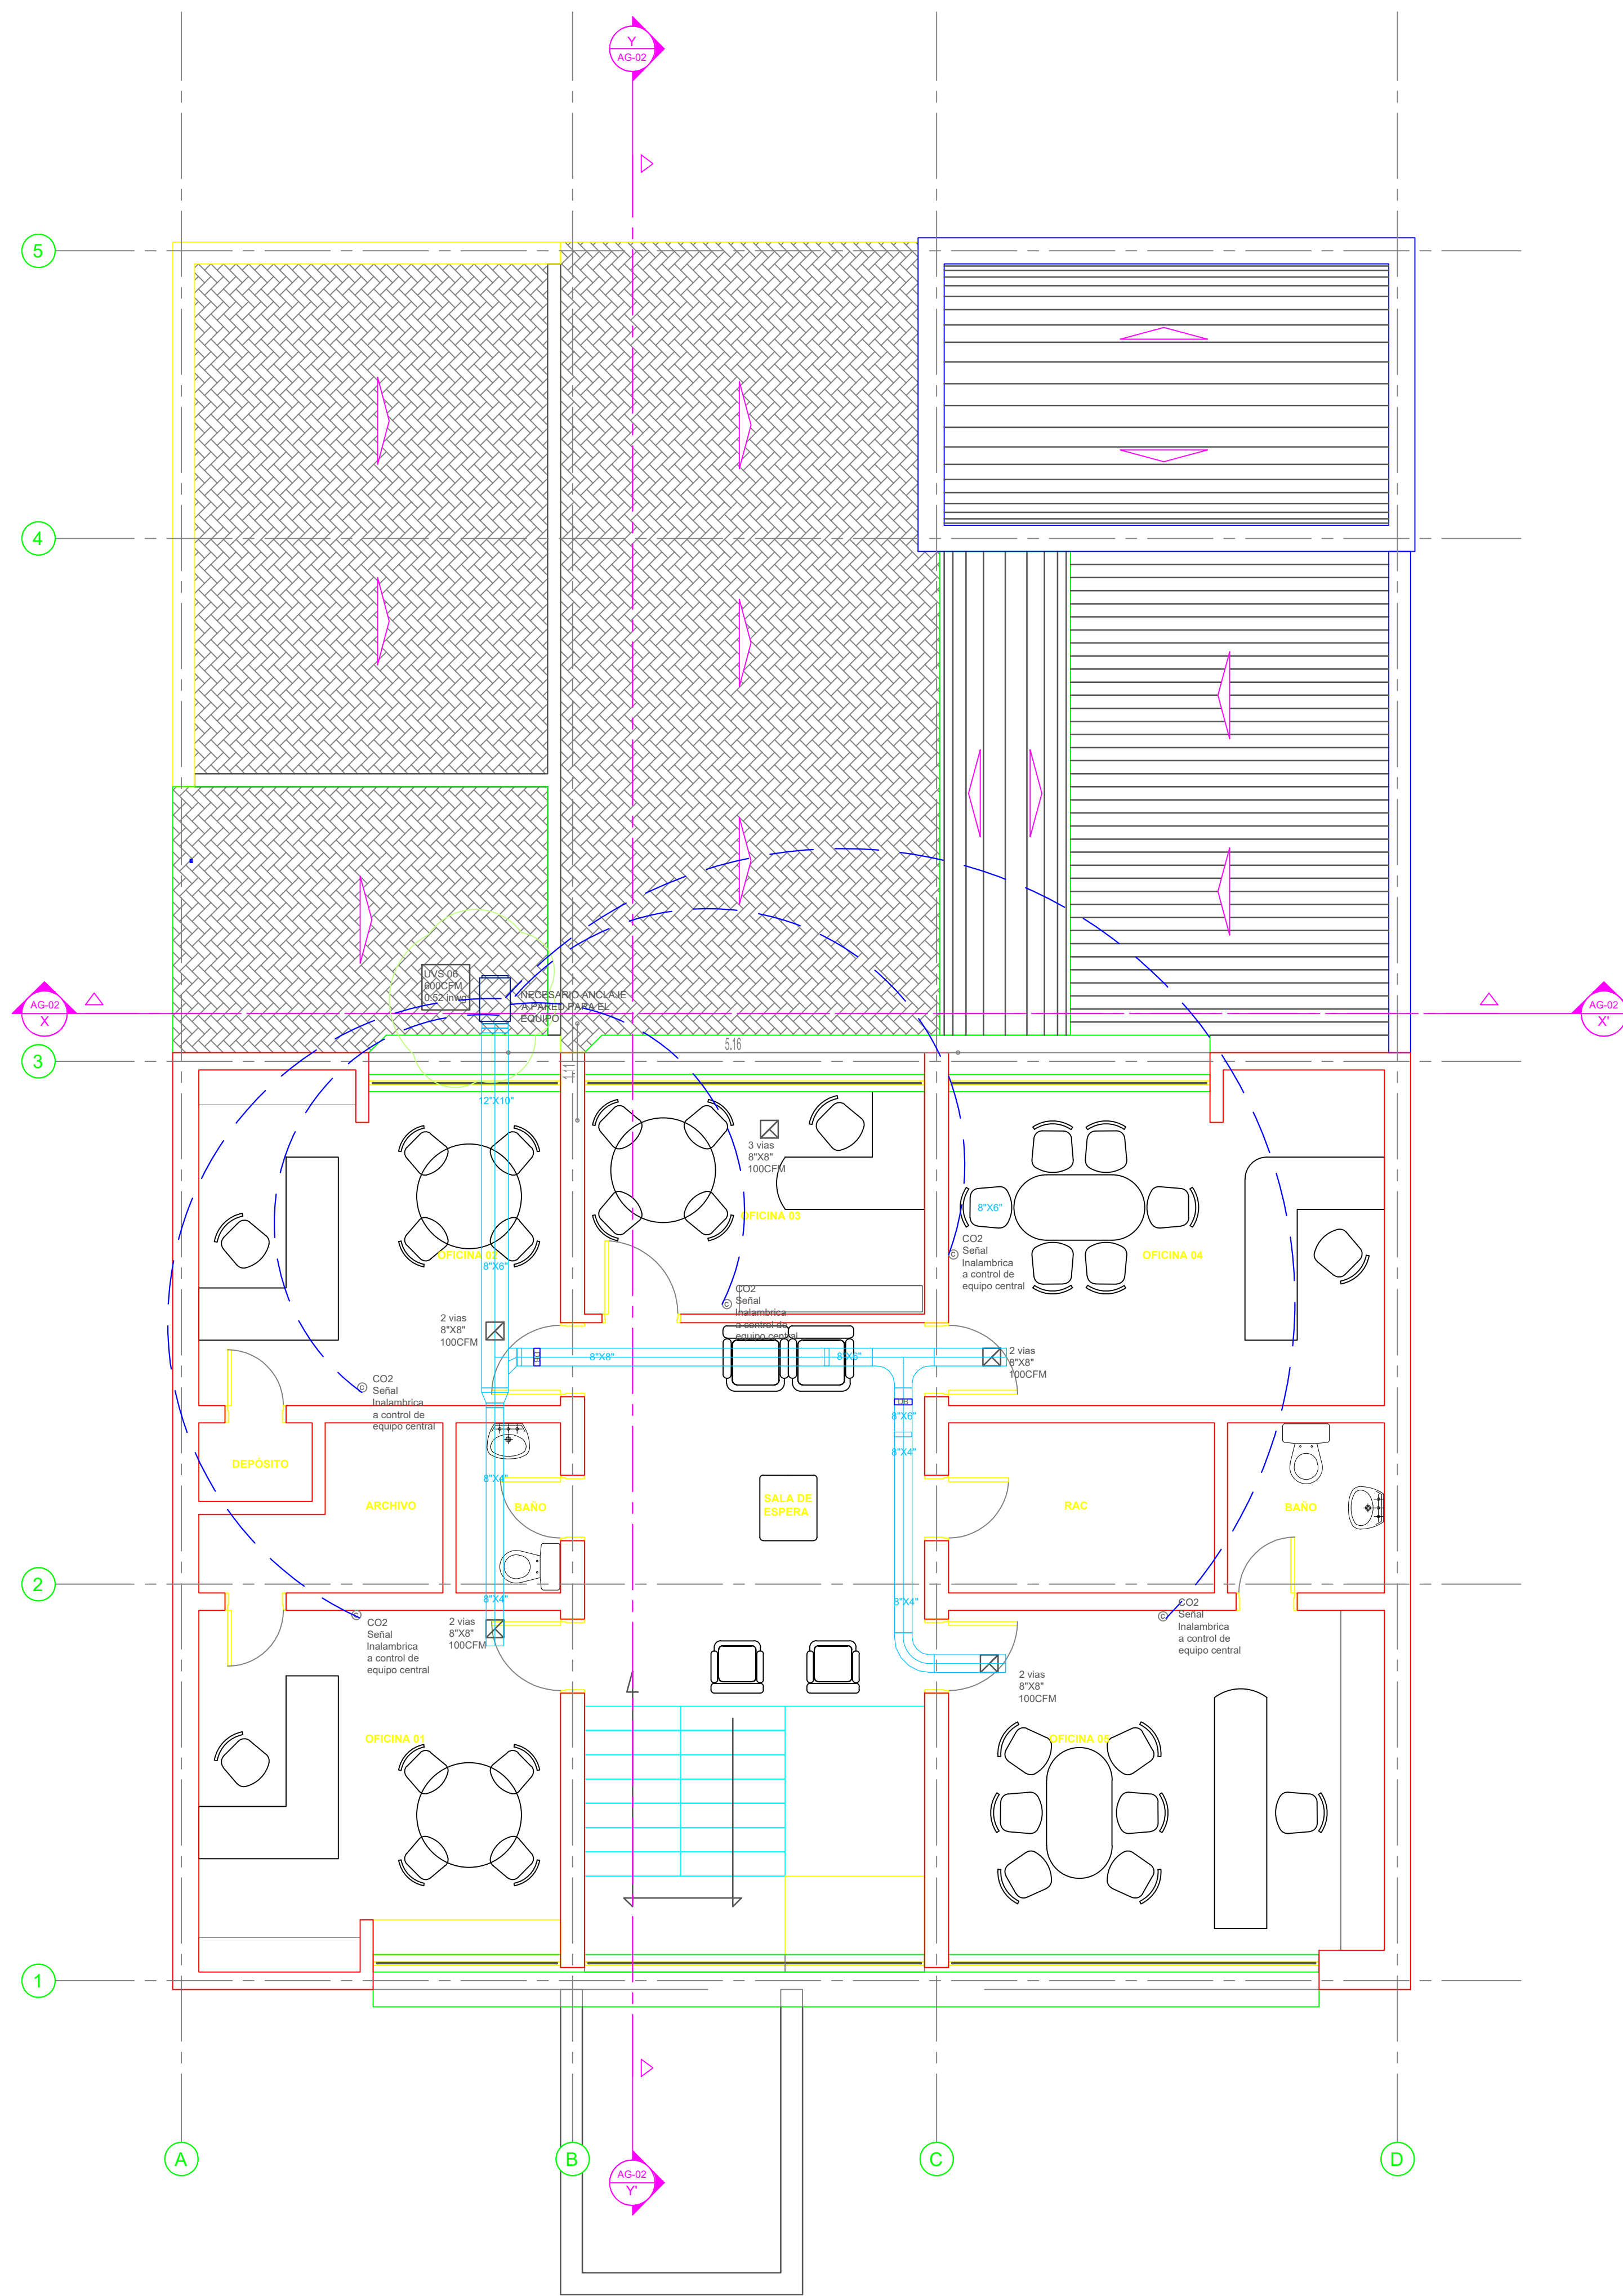 Y
AG-02
5
4
UVS 06
600CFM
0.52 inwg
NECESARIO ANCLAJE
A PARED PARA EL
EQUIPO
AG-02
X
AG-02
X'
3
5.16
12"X10"
3 vias
8"X8"
100CFM
OFICINA 03
8"X6"
CO2
Señal
Inalambrica
a control de
equipo central
OFICINA 04
OFICINA 02
8"X6"
CO2
Señal
Inalambrica
a control de
equipo central
2 vias
8"X8"
100CFM
8"X8"
8"X6"
2 vias
8"X8"
100CFM
CO2
Señal
Inalambrica
a control de
equipo central
8"X6"
8"X4"
DEPÓSITO
8"X4"
ARCHIVO
BAÑO
SALA DE
ESPERA
RAC
BAÑO
2
8"X4"
8"X4"
CO2
Señal
Inalambrica
a control de
equipo central
2 vias
8"X8"
100CFM
CO2
Señal
Inalambrica
a control de
equipo central
2 vias
8"X8"
100CFM
OFICINA 01
OFICINA 06
1
A
B
C
D
AG-02
Y'